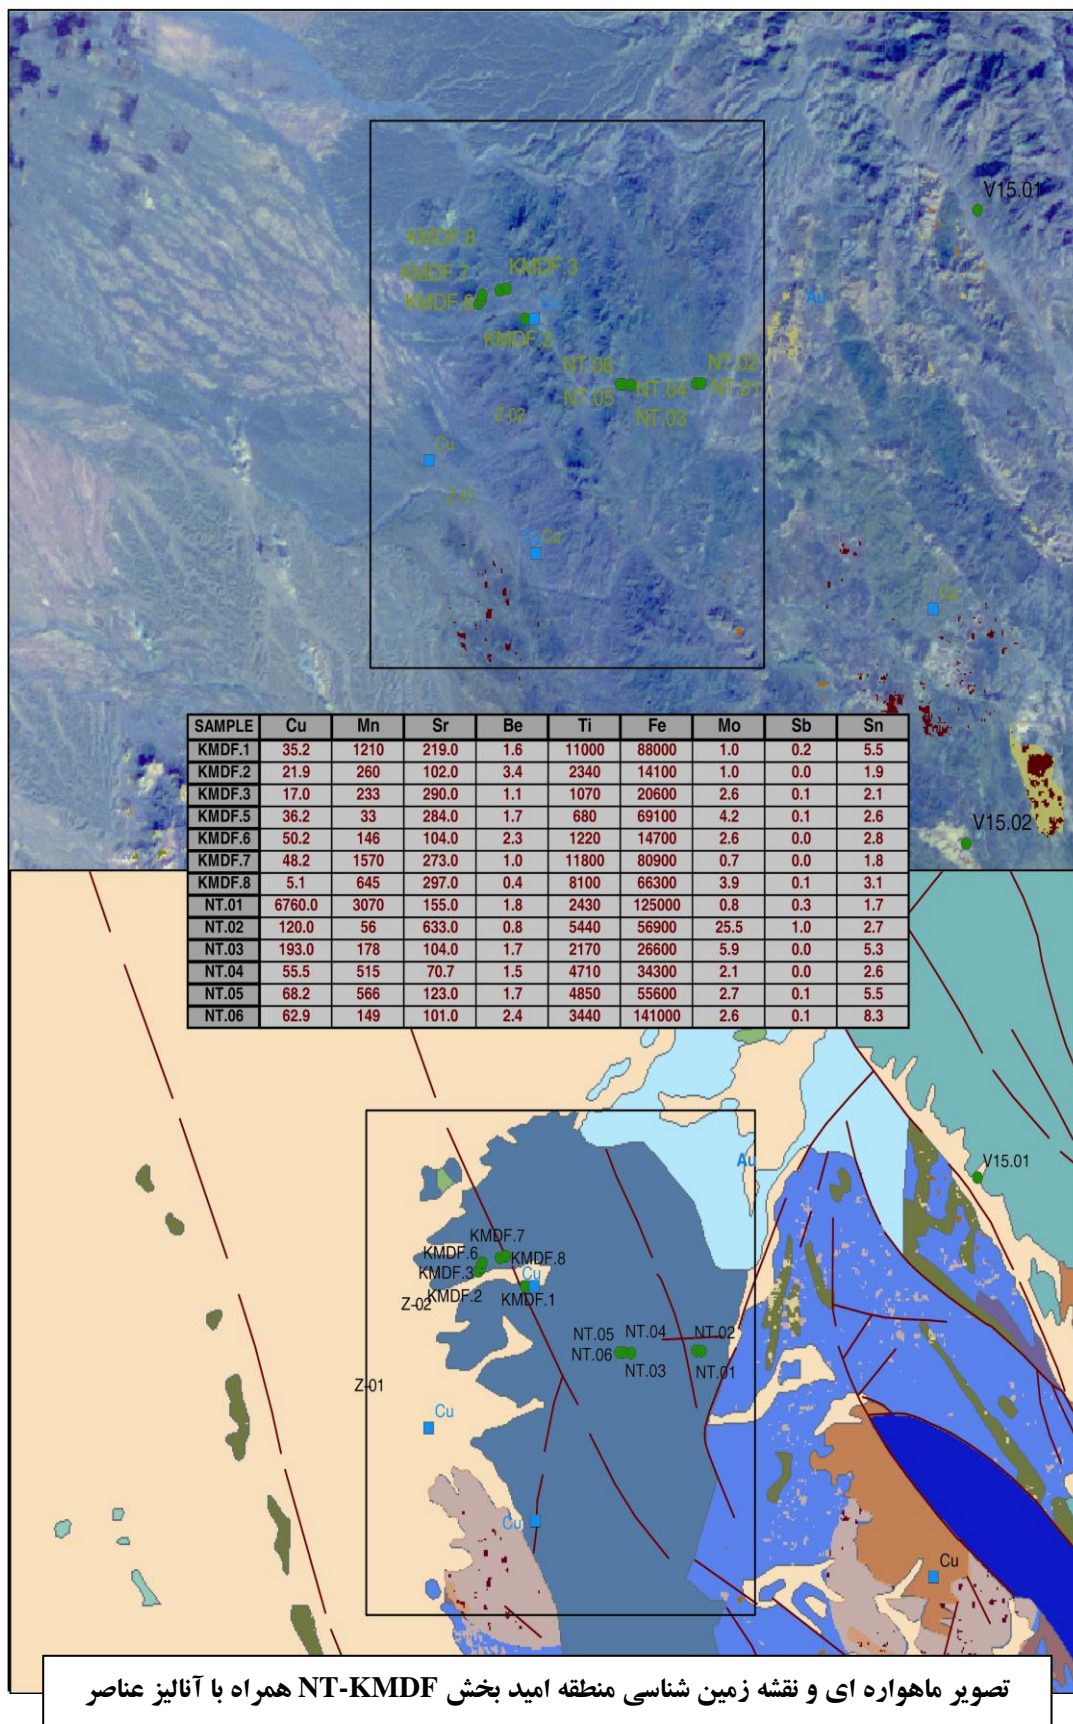 V15.01
KMDF.8
KMDF.3
KMDF.7
Au
KMDF.6
KMDF.2
NT.06 NT.02
NT.05 NT.04 NT.01
NT.03
Z-02
Cu
Cu
Cu
V15.02
SAMPLE Cu Mn Sr Be Ti Fe Mo Sb Sn
KMDF.1 35.2 1210 219.0 1.6 11000 88000 1.0 0.2 5.5
KMDF.2 21.9 260 102.0 3.4 2340 14100 1.0 0.0 1.9
KMDF.3 17.0 233 290.0 1.1 1070 20600 2.6 0.1 2.1
KMDF.5 36.2 33 284.0 1.7 680 69100 4.2 0.1 2.6
KMDF.6 50.2 146 104.0 2.3 1220 14700 2.6 0.0 2.8
KMDF.7 48.2 1570 273.0 1.0 11800 80900 0.7 0.0 1.8
KMDF.8 5.1 645 297.0 0.4 8100 66300 3.9 0.1 3.1
NT.01 6760.0 3070 155.0 1.8 2430 125000 0.8 0.3 1.7
NT.02 120.0 56 633.0 0.8 5440 56900 25.5 1.0 2.7
NT.03 193.0 178 104.0 1.7 2170 26600 5.9 0.0 5.3
NT.04 55.5 515 70.7 1.5 4710 34300 2.1 0.0 2.6
NT.05 68.2 566 123.0 1.7 4850 55600 2.7 0.1 5.5
NT.06 62.9 149 101.0 2.4 3440 141000 2.6 0.1 8.3
Au
V15.01
KMDF.7
KMDF.6 KMDF.8
KMDF.3 Cu
KMDF.2 KMDF.1
Z-02
NT.05 NT.04 NT.02
NT.06 NT.03 NT.01
Z-01
Cu
Cu
Cu
تصویر ماهواره ای و نقشه زمین شناسی منطقه امید بخش NT-KMDF همراه با آنالیز عناصر